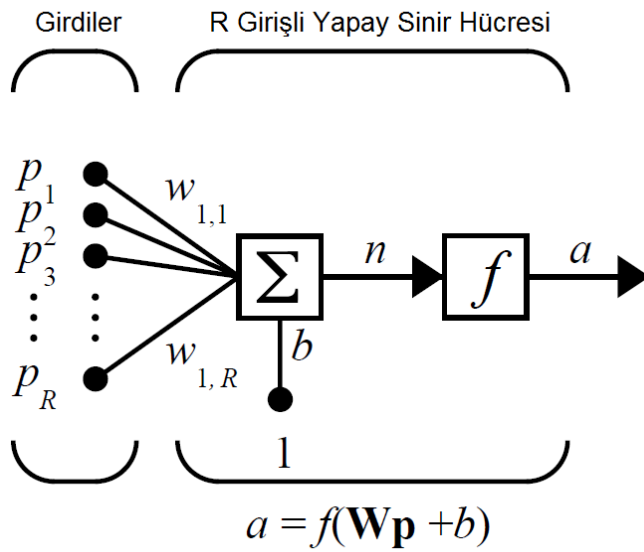 Girdiler
R Girişli Yapay Sinir Hücresi
p1
p2
p3
pR
w1,1
w1, R
Σ
n
f
a
b
1
a = f(Wp +b)